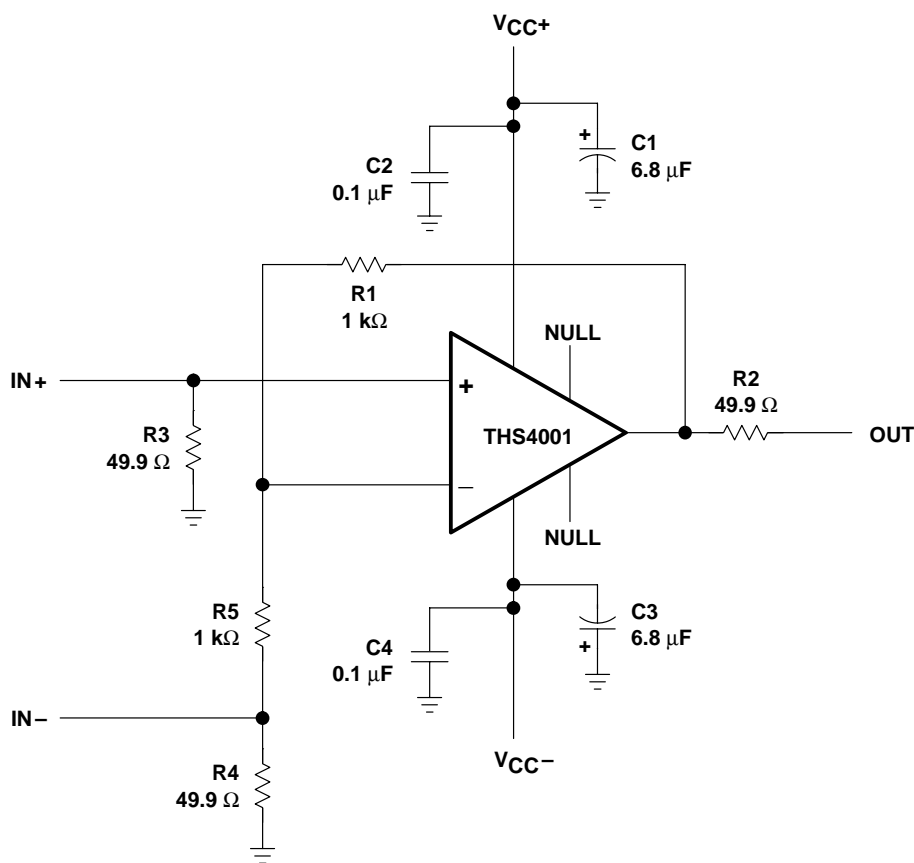 VCC+
C2
0.1 μF
+
C1
6.8 μF
R1
1 kΩ
NULL
IN+
+
R2
49.9 Ω
R3
49.9 Ω
THS4001
OUT
−
NULL
R5
1 kΩ
C4
0.1 μF
C3
6.8 μF
+
IN−
VCC−
R4
49.9 Ω